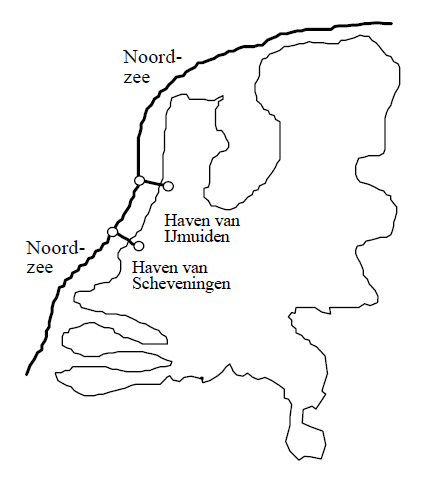 Noord-
zee
Haven van
IJmuiden
Noord-
zee
Haven van
Scheveningen